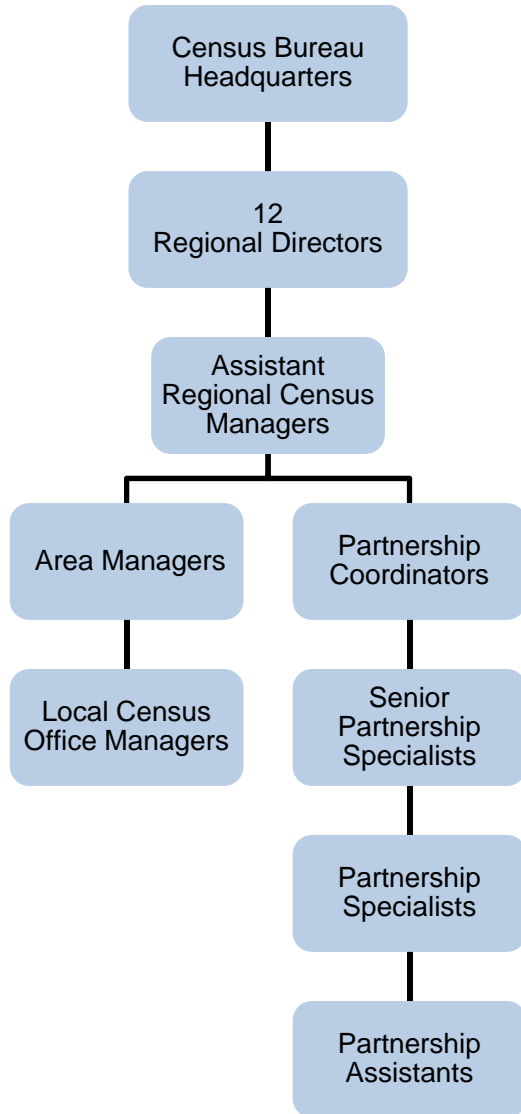 Census Bureau
Headquarters
12
Regional Directors
Assistant
Regional Census
Managers
Area Managers
Partnership
Coordinators
Local Census
Office Managers
Senior
Partnership
Specialists
Partnership
Specialists
Partnership
Assistants